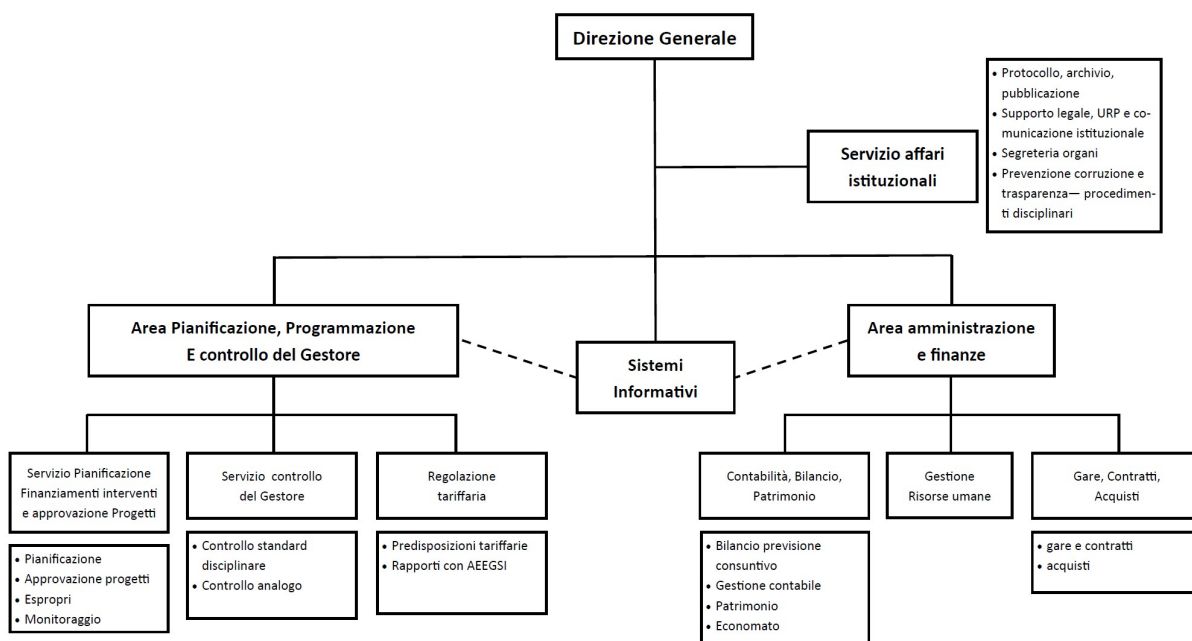 Direzione Generale
• Protocollo, archivio,
pubblicazione
• Supporto legale, URP e co-
municazione istituzionale
• Segreteria organi
• Prevenzione corruzione e
trasparenza— procedimen-
ti disciplinari
Servizio affari
istituzionali
Area Pianificazione, Programmazione
E controllo del Gestore
Sistemi
Informativi
Area amministrazione
e finanze
Servizio Pianificazione
Finanziamenti interventi
e approvazione Progetti
Servizio controllo
del Gestore
Regolazione
tariffaria
Contabilità, Bilancio,
Patrimonio
Gestione
Risorse umane
Gare, Contratti,
Acquisti
• Pianificazione
• Approvazione progetti
• Espropri
• Monitoraggio
• Controllo standard
disciplinare
• Controllo analogo
• Predisposizioni tariffarie
• Rapporti con AEEGSI
• Bilancio previsione
consuntivo
• Gestione contabile
• Patrimonio
• Economato
• gare e contratti
• acquisti